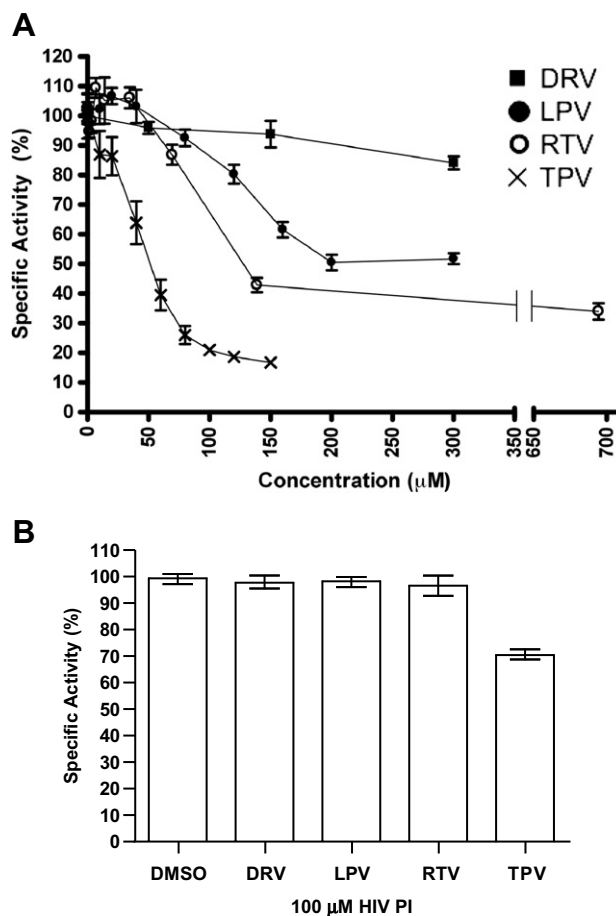 A
120
110
100
90
80
70
60
50
40
30
20
10
0
Specific Activity (%)
DRV
LPV
RTV
TPV
0 50 100 150 200 250 300 350 650 700
Concentration (μM)
B
110
100
90
80
70
60
50
40
30
20
10
0
Specific Activity (%)
DMSO DRV LPV RTV TPV
100 μM HIV PI